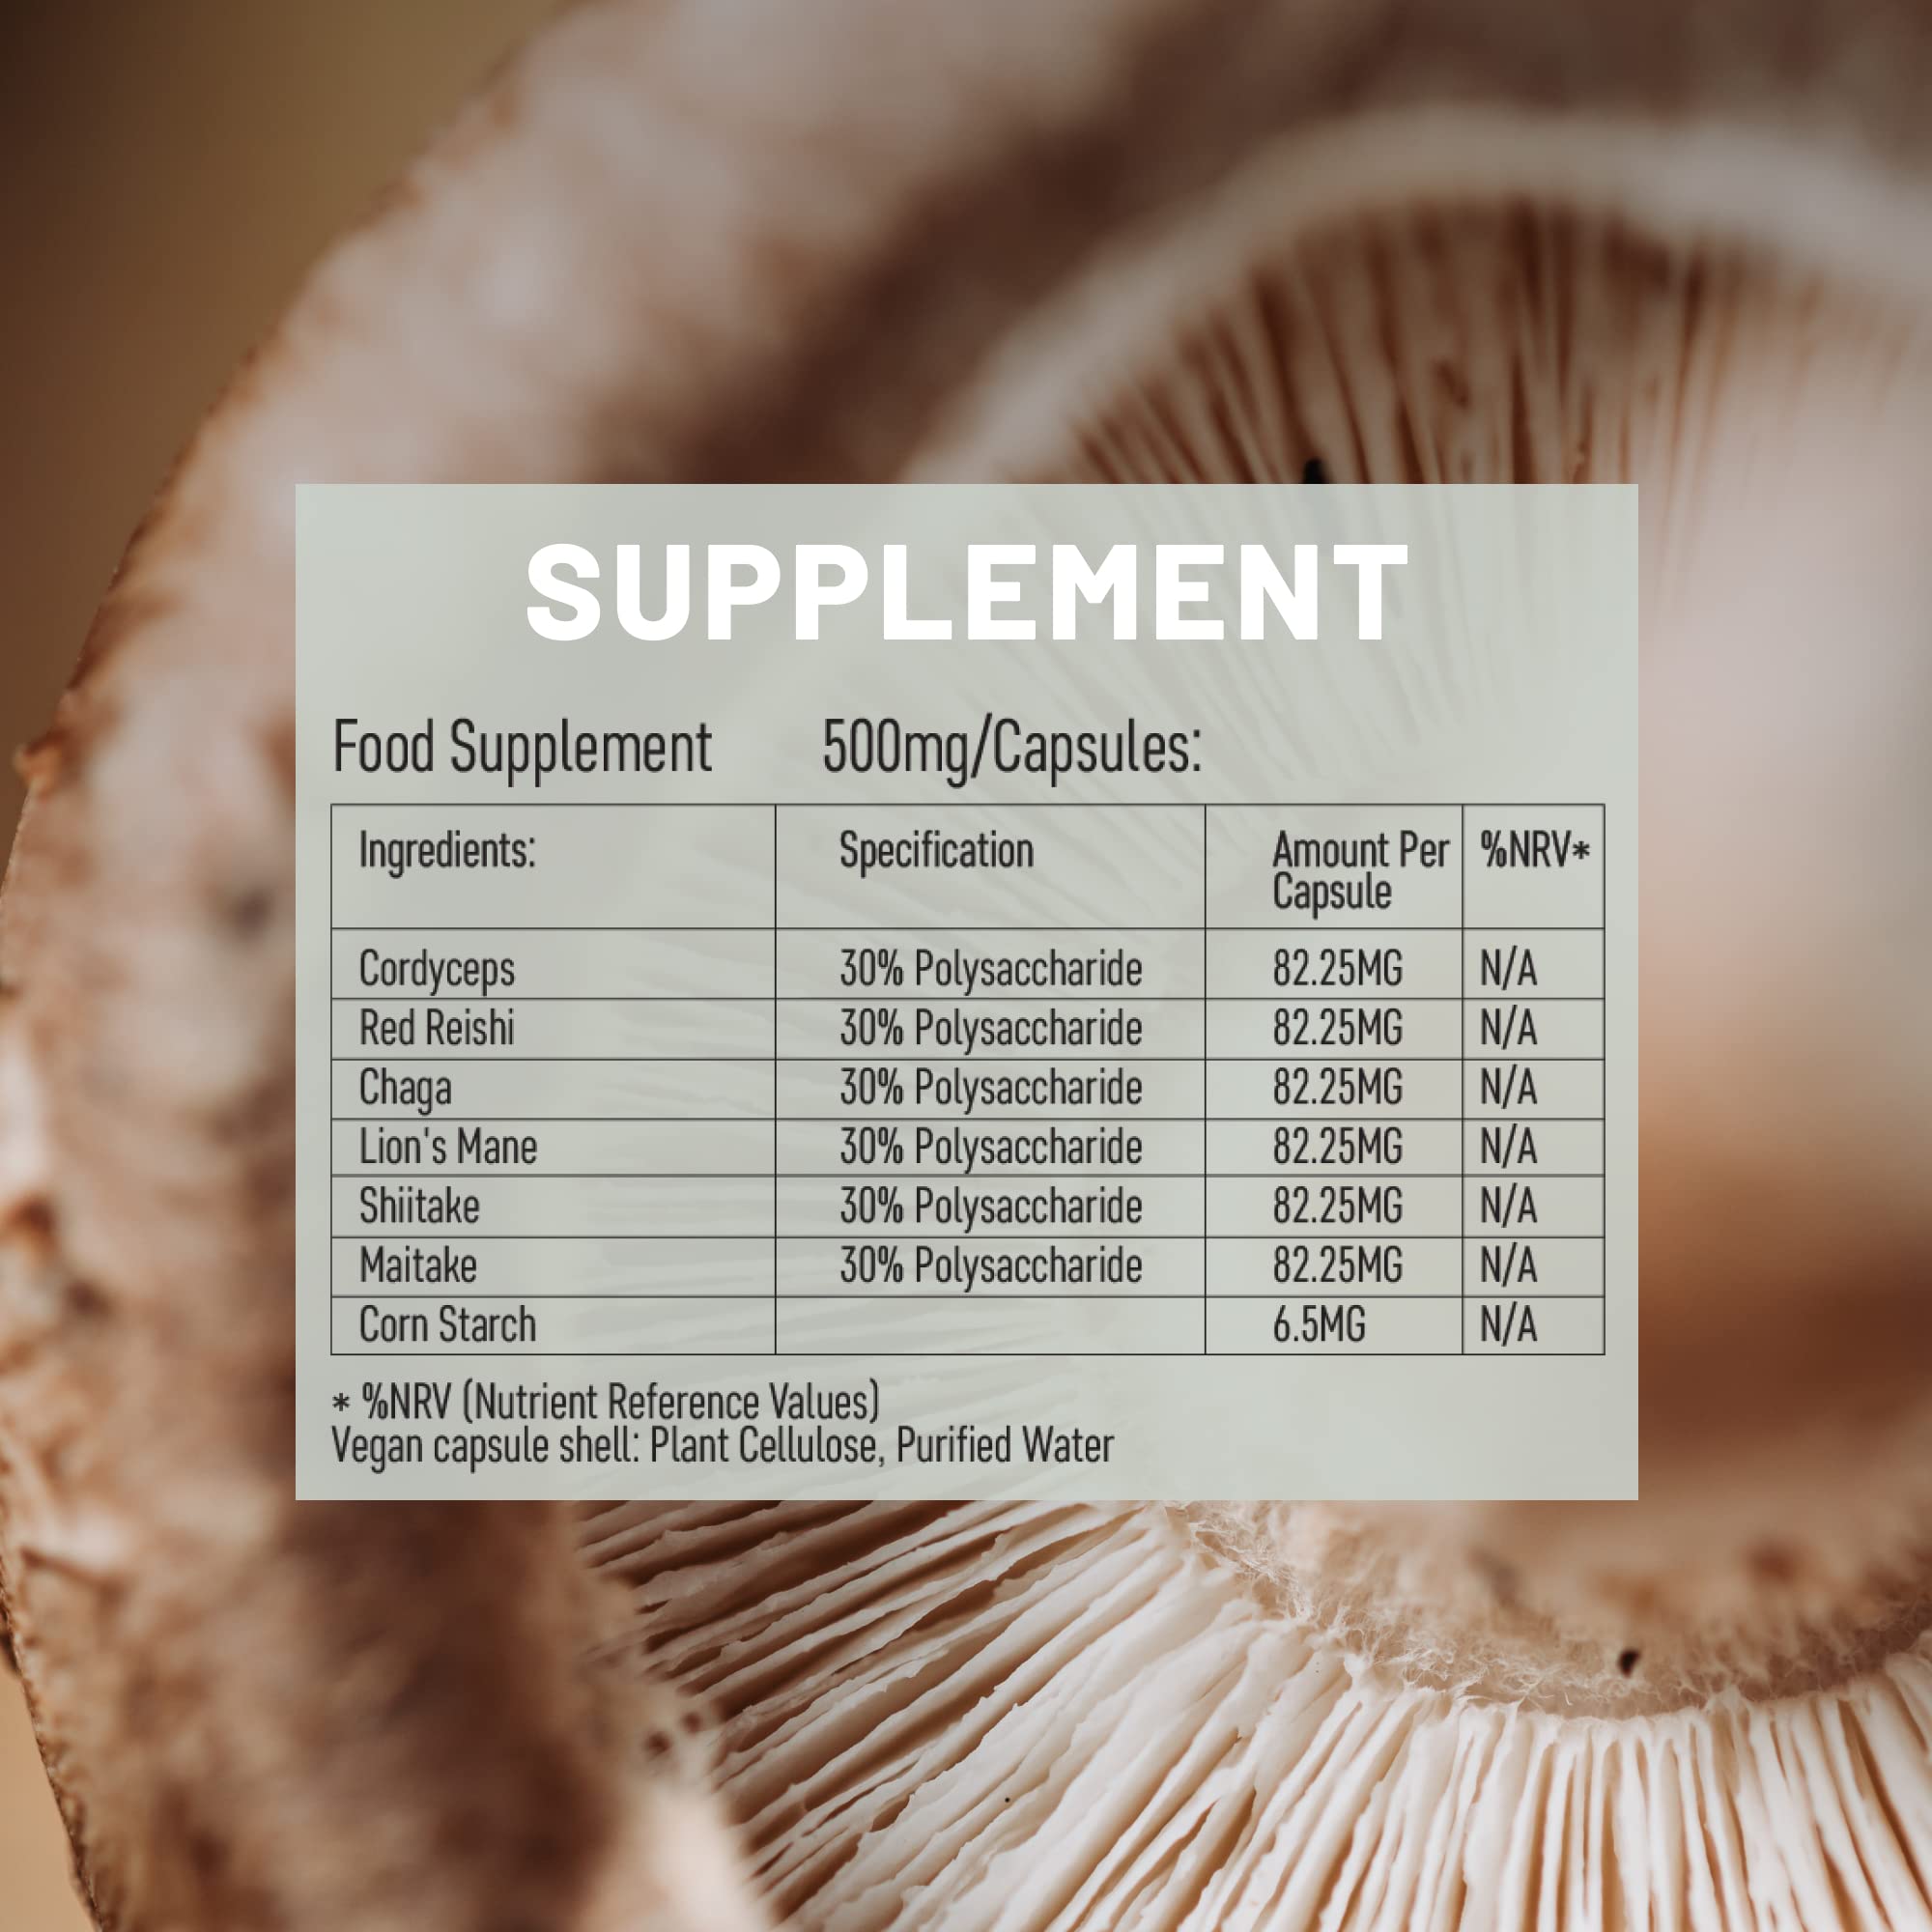 SUPPLEMENT
Food Supplement 500mg/Capsules:
Ingredients: Specification Amount Per Capsule %NRV*
Cordyceps 30% Polysaccharide 82.25MG N/A
Red Reishi 30% Polysaccharide 82.25MG N/A
Chaga 30% Polysaccharide 82.25MG N/A
Lion's Mane 30% Polysaccharide 82.25MG N/A
Shiitake 30% Polysaccharide 82.25MG N/A
Maitake 30% Polysaccharide 82.25MG N/A
Corn Starch 6.5MG N/A
* %NRV (Nutrient Reference Values)
Vegan capsule shell: Plant Cellulose, Purified Water